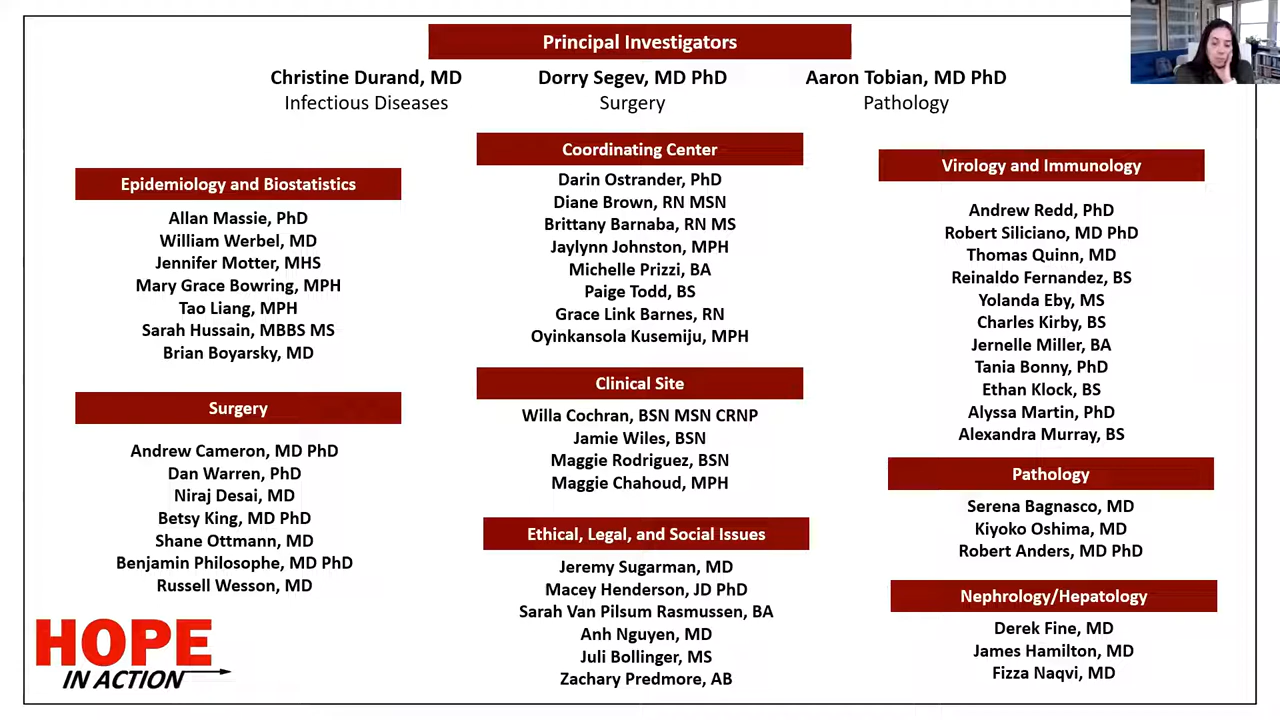 Principal Investigators
Christine Durand, MD
Infectious Diseases
Dorry Segev, MD PhD
Surgery
Aaron Tobian, MD PhD
Pathology
Epidemiology and Biostatistics
Allan Massie, PhD
William Werbel, MD
Jennifer Motter, MHS
Mary Grace Bowring, MPH
Tao Liang, MPH
Sarah Hussain, MBBS MS
Brian Boyarsky, MD
Surgery
Andrew Cameron, MD PhD
Dan Warren, PhD
Niraj Desai, MD
Betsy King, MD PhD
Shane Ottmann, MD
Benjamin Philosophe, MD PhD
Russell Wesson, MD
HOPE
IN ACTION
Coordinating Center
Darin Ostrander, PhD
Diane Brown, RN MSN
Brittany Barnaba, RN MS
Jaylynn Johnston, MPH
Michelle Prizzi, BA
Paige Todd, BS
Grace Link Barnes, RN
Oyinkansola Kusemiju, MPH
Clinical Site
Willa Cochran, BSN MSN CRNP
Jamie Wiles, BSN
Maggie Rodriguez, BSN
Maggie Chahoud, MPH
Ethical, Legal, and Social Issues
Jeremy Sugarman, MD
Macey Henderson, JD PhD
Sarah Van Pilsum Rasmussen, BA
Anh Nguyen, MD
Juli Bollinger, MS
Zachary Predmore, AB
Virology and Immunology
Andrew Redd, PhD
Robert Siliciano, MD PhD
Thomas Quinn, MD
Reinaldo Fernandez, BS
Yolanda Eby, MS
Charles Kirby, BS
Jernelle Miller, BA
Tania Bonny, PhD
Ethan Klock, BS
Alyssa Martin, PhD
Alexandra Murray, BS
Pathology
Serena Bagnasco, MD
Kiyoko Oshima, MD
Robert Anders, MD PhD
Nephrology/Hepatology
Derek Fine, MD
James Hamilton, MD
Fizza Naqvi, MD